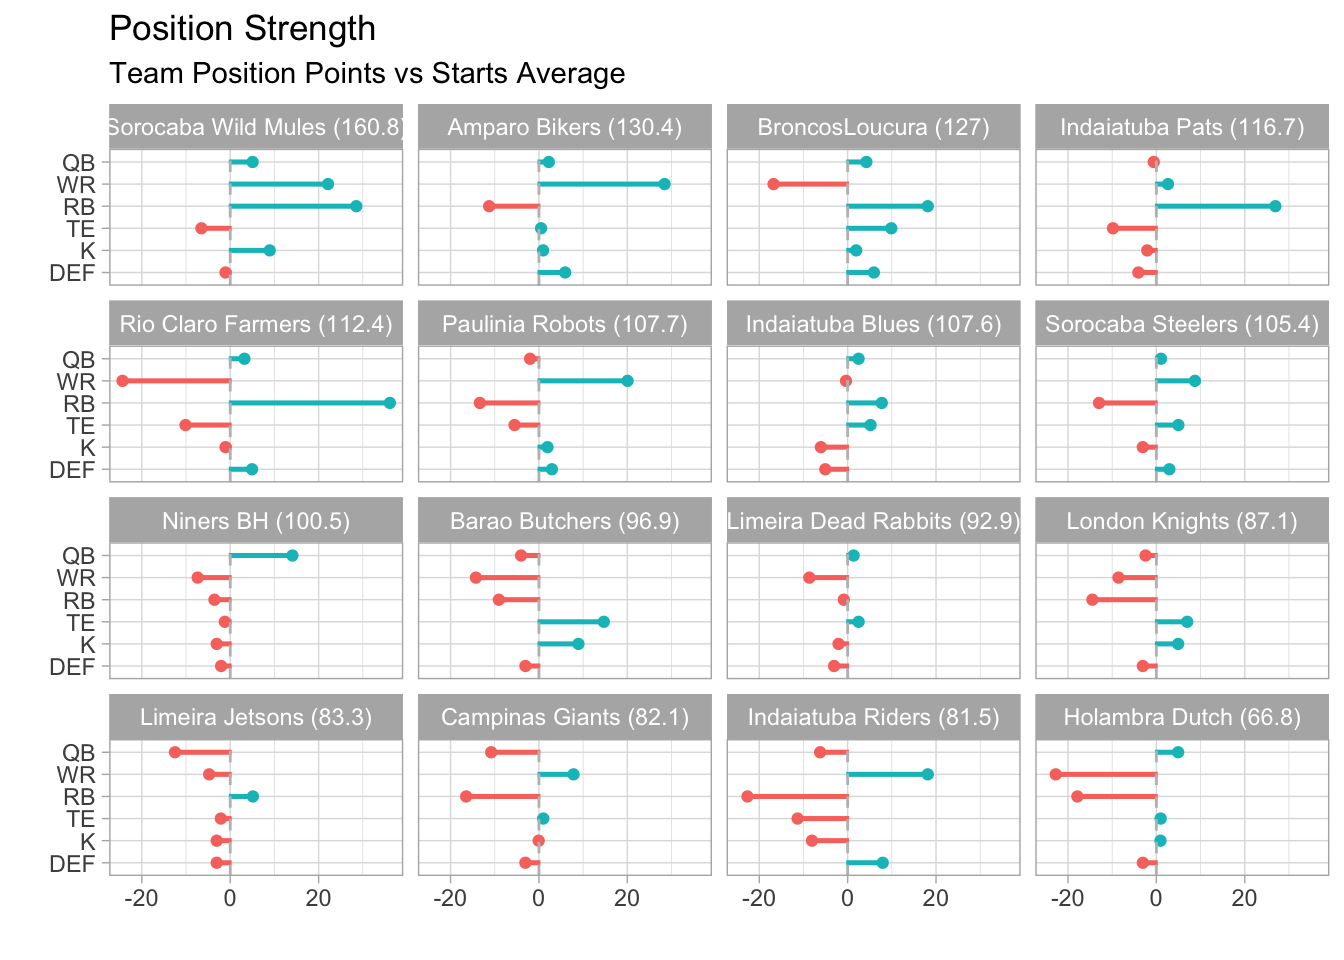 Position Strength
Team Position Points vs Starts Average
Sorocaba Wild Mules (160.8) Amparo Bikers (130.4) BroncosLoucura (127) Indaiatuba Pats (116.7)
QB
WR
RB
TE
K
DEF
Rio Claro Farmers (112.4) Paulinia Robots (107.7) Indaiatuba Blues (107.6) Sorocaba Steelers (105.4)
QB
WR
RB
TE
K
DEF
Niners BH (100.5) Barao Butchers (96.9) Limeira Dead Rabbits (92.9) London Knights (87.1)
QB
WR
RB
TE
K
DEF
Limeira Jetsons (83.3) Campinas Giants (82.1) Indaiatuba Riders (81.5) Holambra Dutch (66.8)
QB
WR
RB
TE
K
DEF
-20 0 20 -20 0 20 -20 0 20 -20 0 20